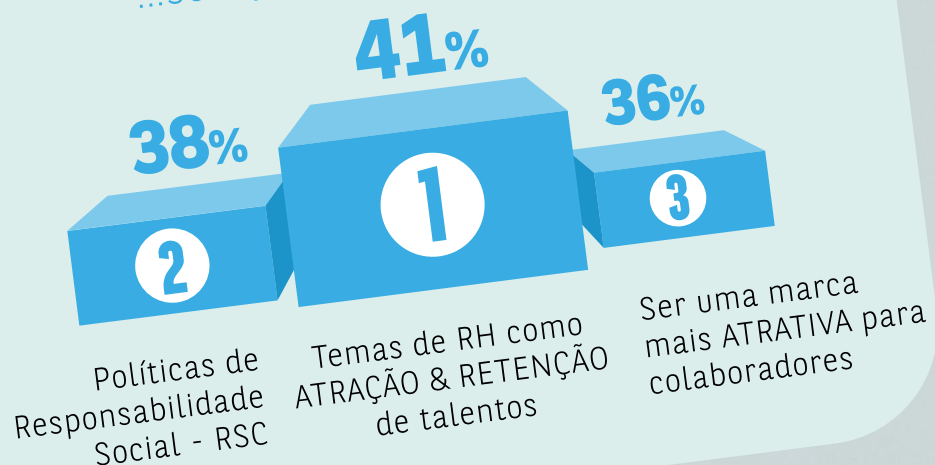 41%
38%
36%
1
2
3
Políticas de
Responsabilidade
Social - RSC
Temas de RH como
ATRAÇÃO & RETENÇÃO
de talentos
Ser uma marca
mais ATRATIVA para
colaboradores